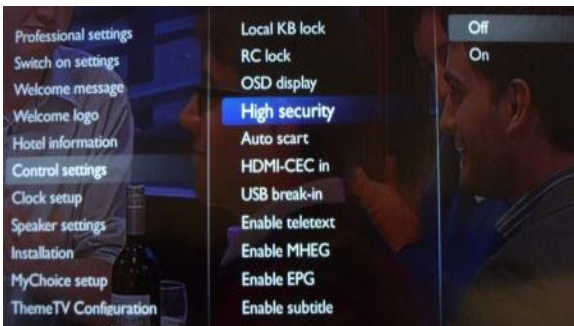 Professional settings
Switch on settings
Welcome message
Welcome logo
Hotel information
Control settings
Clock setup
Speaker settings
Installation
MyChoice setup
ThemeTV Configuration
Local KB lock
RC lock
OSD display
High security
Auto scart
HDMI-CEC in
USB break-in
Enable teletext
Enable MHEG
Enable EPG
Enable subtitle
Off
On